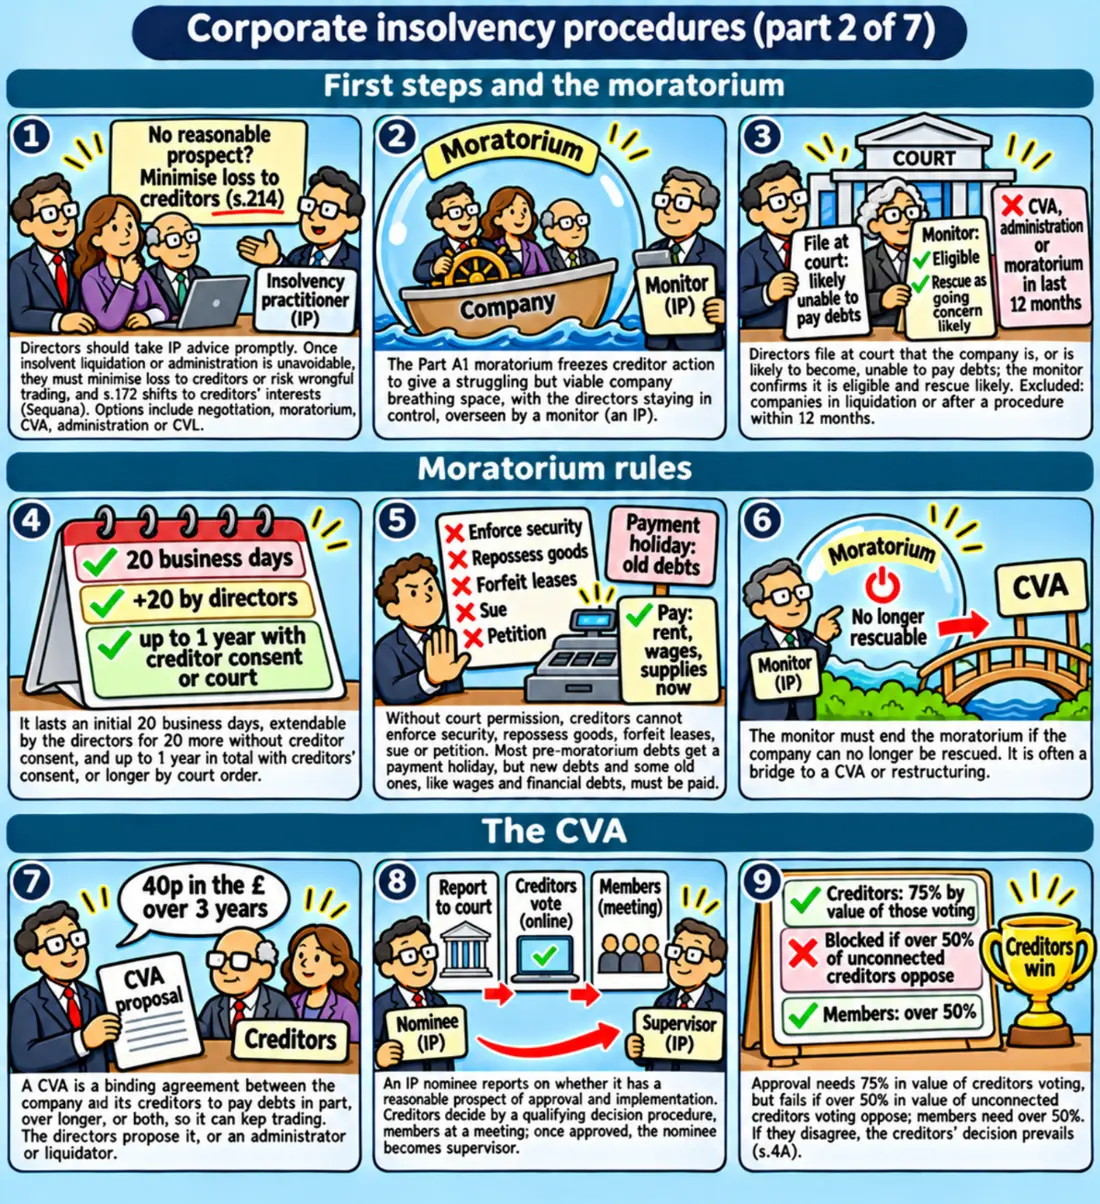 Corporate insolvency procedures (part 2 of 7)
First steps and the moratorium
1
No reasonable
prospect?
Minimise loss to
creditors (s.214)
Insolvency
practitioner
(IP)
Directors should take IP advice promptly. Once
insolvent liquidation or administration is unavoidable,
they must minimise loss to creditors or risk wrongful
trading, and s.172 shifts to creditors' interests
(Sequana). Options include negotiation, moratorium,
CVA, administration or CVL.
2
Moratorium
Company
Monitor
(IP)
The Part A1 moratorium freezes creditor action
to give a struggling but viable company
breathing space, with the directors staying in
control, overseen by a monitor (an IP).
3
COURT
File at
court:
likely
unable to
pay debts
Monitor:
Eligible
Rescue as
going
concern
likely
CVA,
administration
or
moratorium
in last
12 months
Directors file at court that the company is, or is
likely to become, unable to pay debts; the monitor
confirms it is eligible and rescue likely. Excluded:
companies in liquidation or after a procedure
within 12 months.
Moratorium rules
4
20 business days
+20 by directors
up to 1 year with
creditor consent
or court
It lasts an initial 20 business days, extendable
by the directors for 20 more without creditor
consent, and up to 1 year in total with creditors'
consent, or longer by court order.
5
Enforce security
Repossess goods
Forfeit leases
Sue
Petition
Payment
holiday:
old debts
Pay:
rent,
wages,
supplies
now
Without court permission, creditors cannot
enforce security, repossess goods, forfeit leases,
sue or petition. Most pre-moratorium debts get a
payment holiday, but new debts and some old
ones, like wages and financial debts, must be paid.
6
Moratorium
No longer
rescuable
Monitor
(IP)
CVA
The monitor must end the moratorium if the
company can no longer be rescued. It is often a
bridge to a CVA or restructuring.
The CVA
7
40p in the £
over 3 years
CVA
proposal
Creditors
A CVA is a binding agreement between the
company aıd its creditors to pay debts in part,
over longer, or both, so it can kep trading.
The directors propose it, or an administrator
or liquidator.
8
Report
to court
Creditors
vote
(online)
Members
(meeting)
Nominee
(IP)
Supervisor
(IP)
An IP nominee reports on whether it has a
reasonable prospect of approval and implementation.
Creditors decide by a qualifying decision procedure,
members at a meeting; once approved, the nominee
becomes supervisor.
9
Creditors: 75% by
value of those voting
Blocked if over 50%
of unconnected
creditors oppose
Members: over 50%
Creditors
win
Approval needs 75% in value of creditors voting,
but fails if over 50% in value of unconnected
creditors voting oppose; members need over 50%.
If they disagree, the creditors' decision prevails
(s.4A).